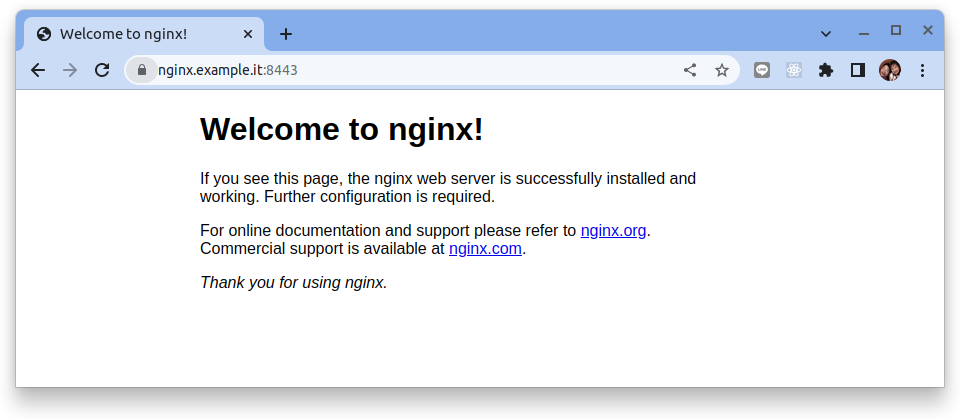 Welcome to nginx!
nginx.example.it:8443
Welcome to nginx!
If you see this page, the nginx web server is successfully installed and
working. Further configuration is required.
For online documentation and support please refer to nginx.org.
Commercial support is available at nginx.com.
Thank you for using nginx.